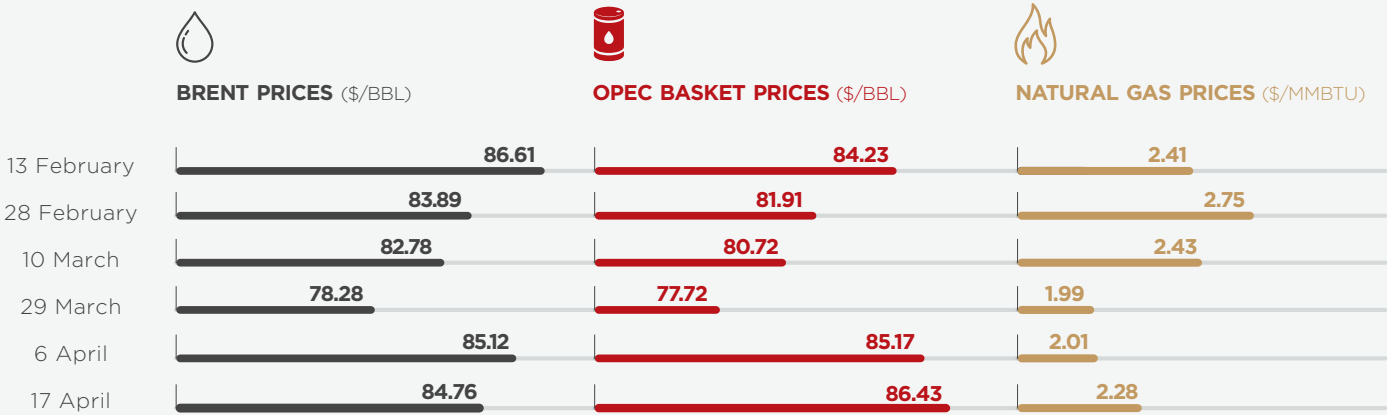 BRENT PRICES ($/BBL) OPEC BASKET PRICES ($/BBL) NATURAL GAS PRICES ($/MMBTU)
13 February 86.61 84.23 2.41
28 February 83.89 81.91 2.75
10 March 82.78 80.72 2.43
29 March 78.28 77.72 1.99
6 April 85.12 85.17 2.01
17 April 84.76 86.43 2.28